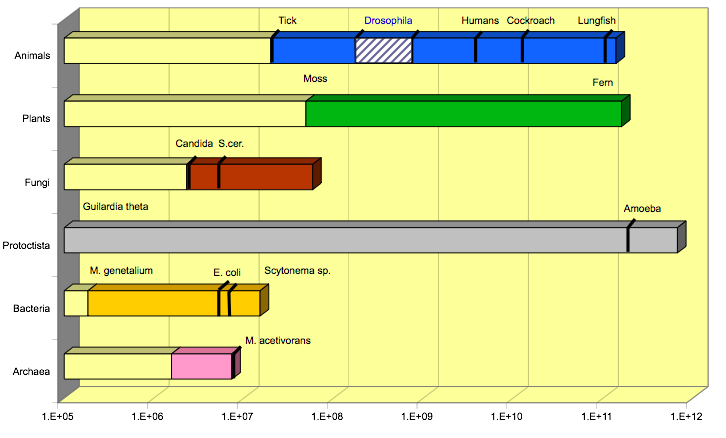 Tick Drosophila Humans Cockroach Lungfish
Animals
Moss Fern
Plants
Candida S.cer.
Fungi
Guilardia theta
Amoeba
Protoctista
M. genetalium E. coli Scytonema sp.
Bacteria
M. acetivorans
Archaea
1.E+05 1.E+06 1.E+07 1.E+08 1.E+09 1.E+10 1.E+11 1.E+12